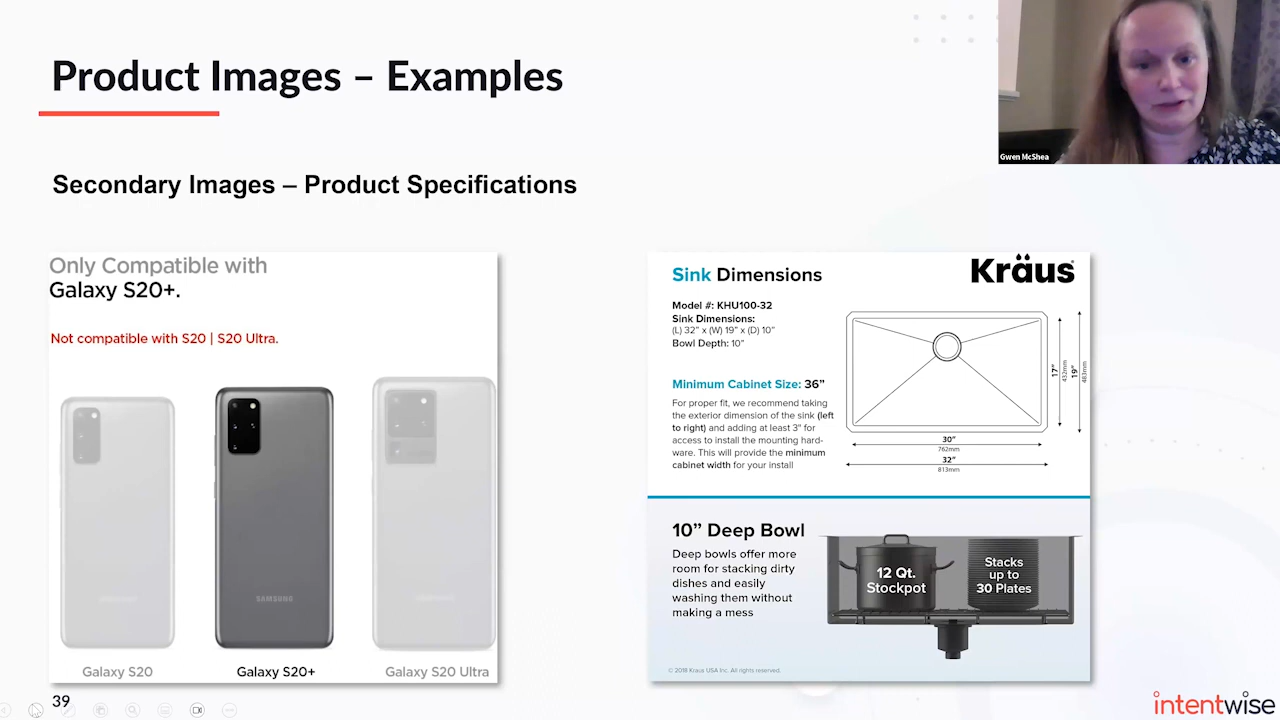 Product Images – Examples
Gwen McShea
Secondary Images – Product Specifications
Only Compatible with
Galaxy S20+.
Not compatible with S20 | S20 Ultra.
SAMSUNG
Galaxy S20
Galaxy S20+
Galaxy S20 Ultra
Sink Dimensions
Kräus
Model #: KHU100-32
Sink Dimensions:
(L) 32” x (W) 19” x (D) 10”
Bowl Depth: 10”
Minimum Cabinet Size: 36”
For proper fit, we recommend taking
the exterior dimension of the sink (left
to right) and adding at least 3" for
access to install the mounting hard-
ware. This will provide the minimum
cabinet width for your install
17”
432mm
19”
483mm
30”
762mm
32”
813mm
10” Deep Bowl
Deep bowls offer more
room for stacking dirty
dishes and easily
washing them without
making a mess
12 Qt.
Stockpot
Stacks
up to
30 Plates
© 2018 Kraus USA Inc. All rights reserved.
39
intentwise